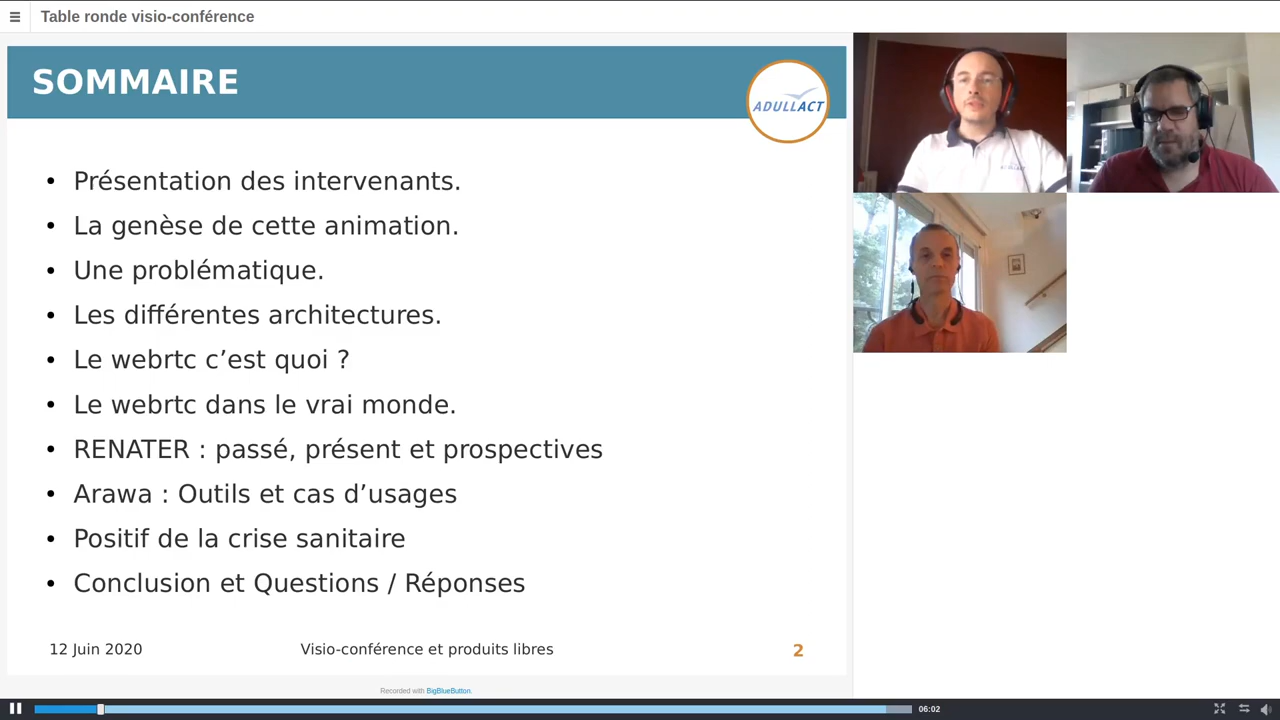 Table ronde visio-conférence
SOMMAIRE
ADULLACT
Présentation des intervenants.
La genèse de cette animation.
Une problématique.
Les différentes architectures.
Le webrtc c’est quoi ?
Le webrtc dans le vrai monde.
RENATER : passé, présent et prospectives
Arawa : Outils et cas d’usages
Positif de la crise sanitaire
Conclusion et Questions / Réponses
12 Juin 2020
Visio-conférence et produits libres
2
Recorded with BigBlueButton.
06:02